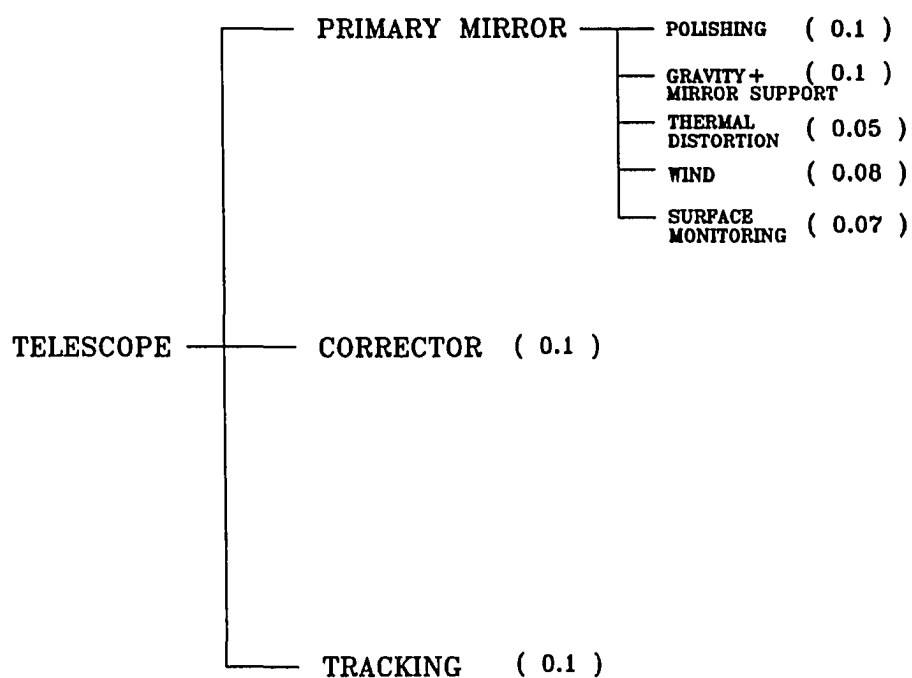 PRIMARY MIRROR
POLISHING ( 0.1 )
GRAVITY+ ( 0.1 )
MIRROR SUPPORT
THERMAL
DISTORTION ( 0.05 )
WIND ( 0.08 )
SURFACE
MONITORING ( 0.07 )
TELESCOPE
CORRECTOR ( 0.1 )
TRACKING ( 0.1 )